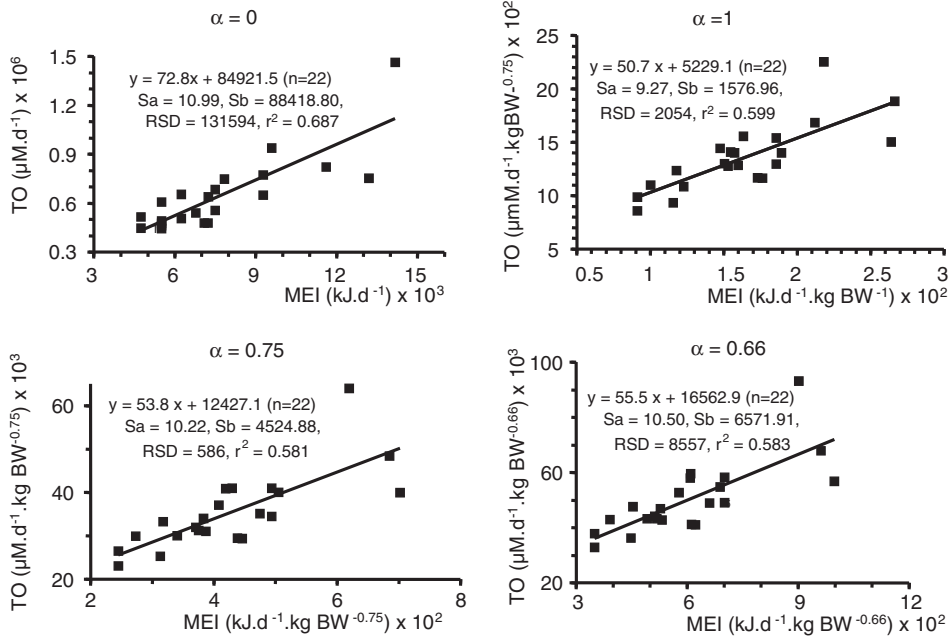 α = 0
TO (µM.d⁻¹) x 10⁶
1.5
1.2
0.9
0.6
0.3
y = 72.8x + 84921.5 (n=22)
Sa = 10.99, Sb = 88418.80,
RSD = 131594, r² = 0.687
3 6 9 12 15
MEI (kJ.d⁻¹) x 10³
α =1
TO (µmM.d⁻¹.kgBW⁻⁰·⁷⁵) x 10²
25
20
15
10
5
y = 50.7 x + 5229.1 (n=22)
Sa = 9.27, Sb = 1576.96,
RSD = 2054, r² = 0.599
0.5 1 1.5 2 2.5 3
MEI (kJ.d⁻¹.kg BW⁻¹) x 10²
α = 0.75
TO (µM.d⁻¹.kg BW⁻⁰·⁷⁵) x 10³
60
40
20
y = 53.8 x + 12427.1 (n=22)
Sa = 10.22, Sb = 4524.88,
RSD = 586, r² = 0.581
2 4 6 8
MEI (kJ.d⁻¹.kg BW⁻⁰·⁷⁵) x 10²
α = 0.66
TO (µM.d⁻¹.kg BW⁻⁰·⁶⁶) x 10³
100
60
20
y = 55.5 x + 16562.9 (n=22)
Sa = 10.50, Sb = 6571.91,
RSD = 8557, r² = 0.583
3 6 9 12
MEI (kJ.d⁻¹.kg BW⁻⁰·⁶⁶) x 10²